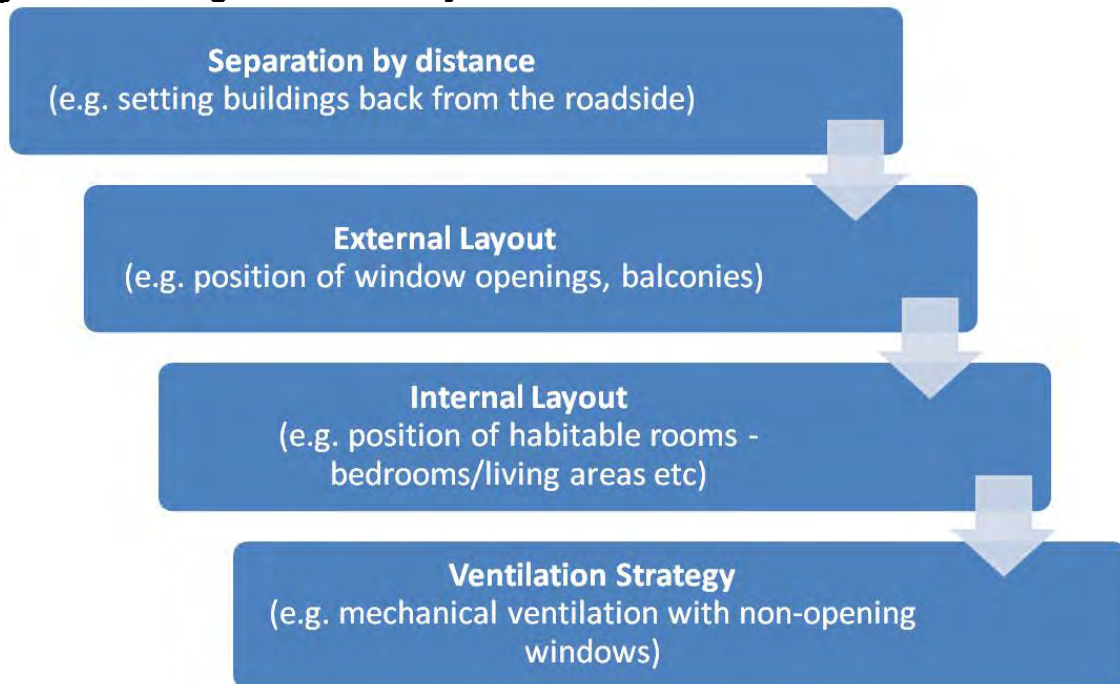 Separation by distance
(e.g. setting buildings back from the roadside)
External Layout
(e.g. position of window openings, balconies)
Internal Layout
(e.g. position of habitable rooms -
bedrooms/living areas etc)
Ventilation Strategy
(e.g. mechanical ventilation with non-opening
windows)